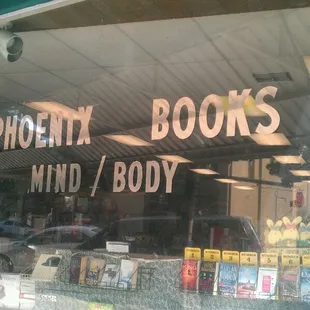 PHOENIX BOOKS
MIND / BODY